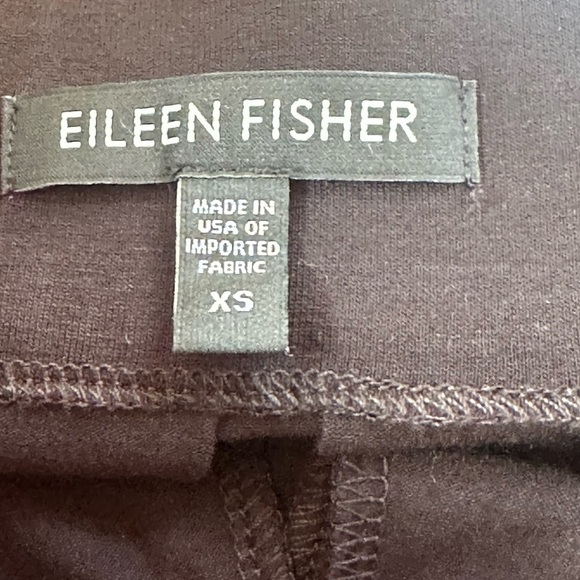 EILEEN FISHER
MADE IN
USA OF
IMPORTED
FABRIC
XS